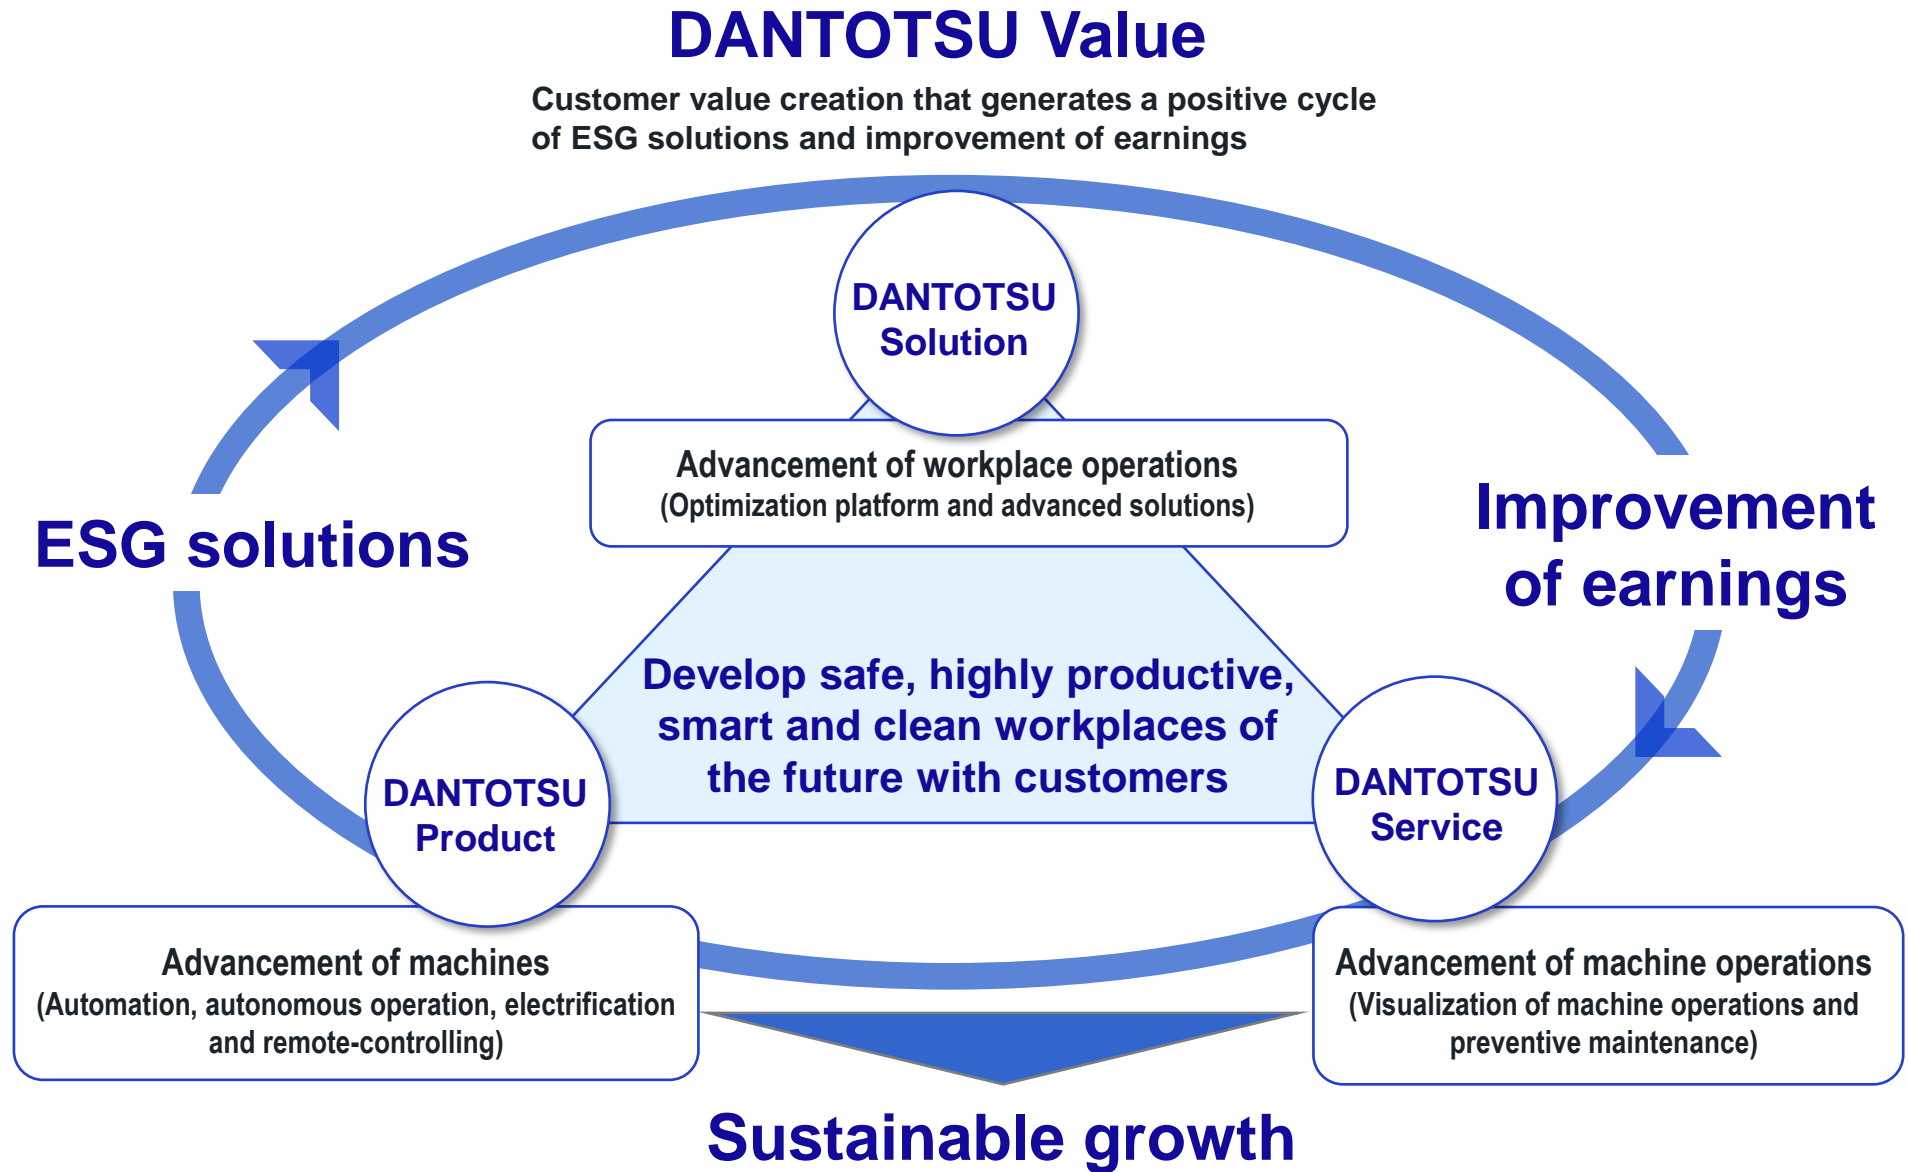 DANTOTSU Value
Customer value creation that generates a positive cycle
of ESG solutions and improvement of earnings
DANTOTSU
Solution
Advancement of workplace operations
(Optimization platform and advanced solutions)
ESG solutions
Improvement
of earnings
Develop safe, highly productive,
smart and clean workplaces of
the future with customers
DANTOTSU
Product
DANTOTSU
Service
Advancement of machines
(Automation, autonomous operation, electrification
and remote-controlling)
Advancement of machine operations
(Visualization of machine operations and
preventive maintenance)
Sustainable growth